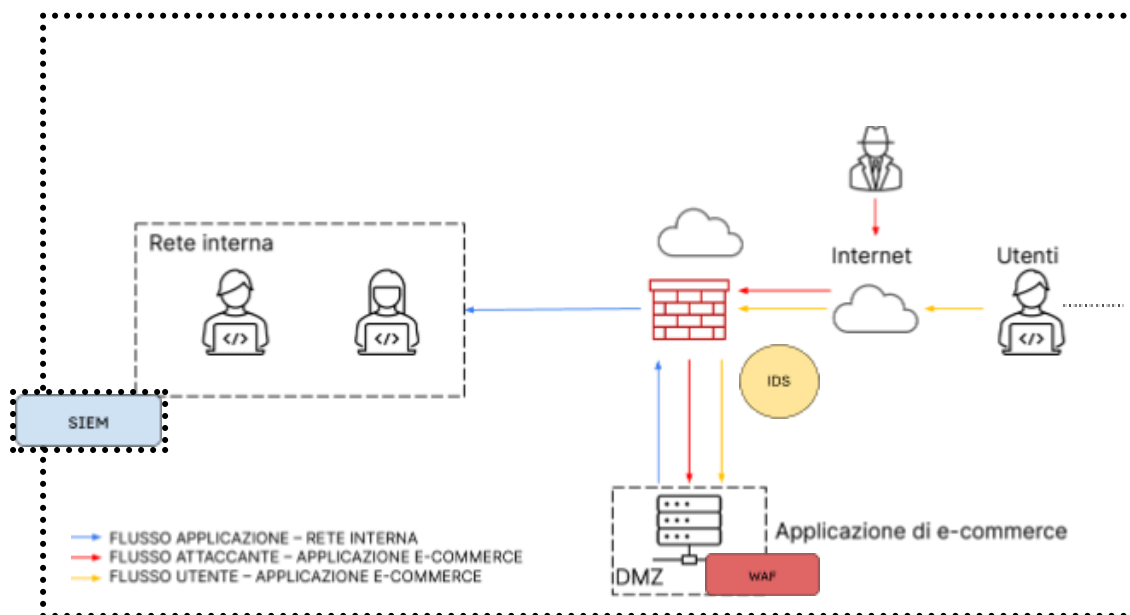 Rete interna
</>
</>
Internet
Utenti
</>
IDS
SIEM
Applicazione di e-commerce
FLUSSO APPLICAZIONE – RETE INTERNA
FLUSSO ATTACCANTE – APPLICAZIONE E-COMMERCE
FLUSSO UTENTE – APPLICAZIONE E-COMMERCE
DMZ
WAF